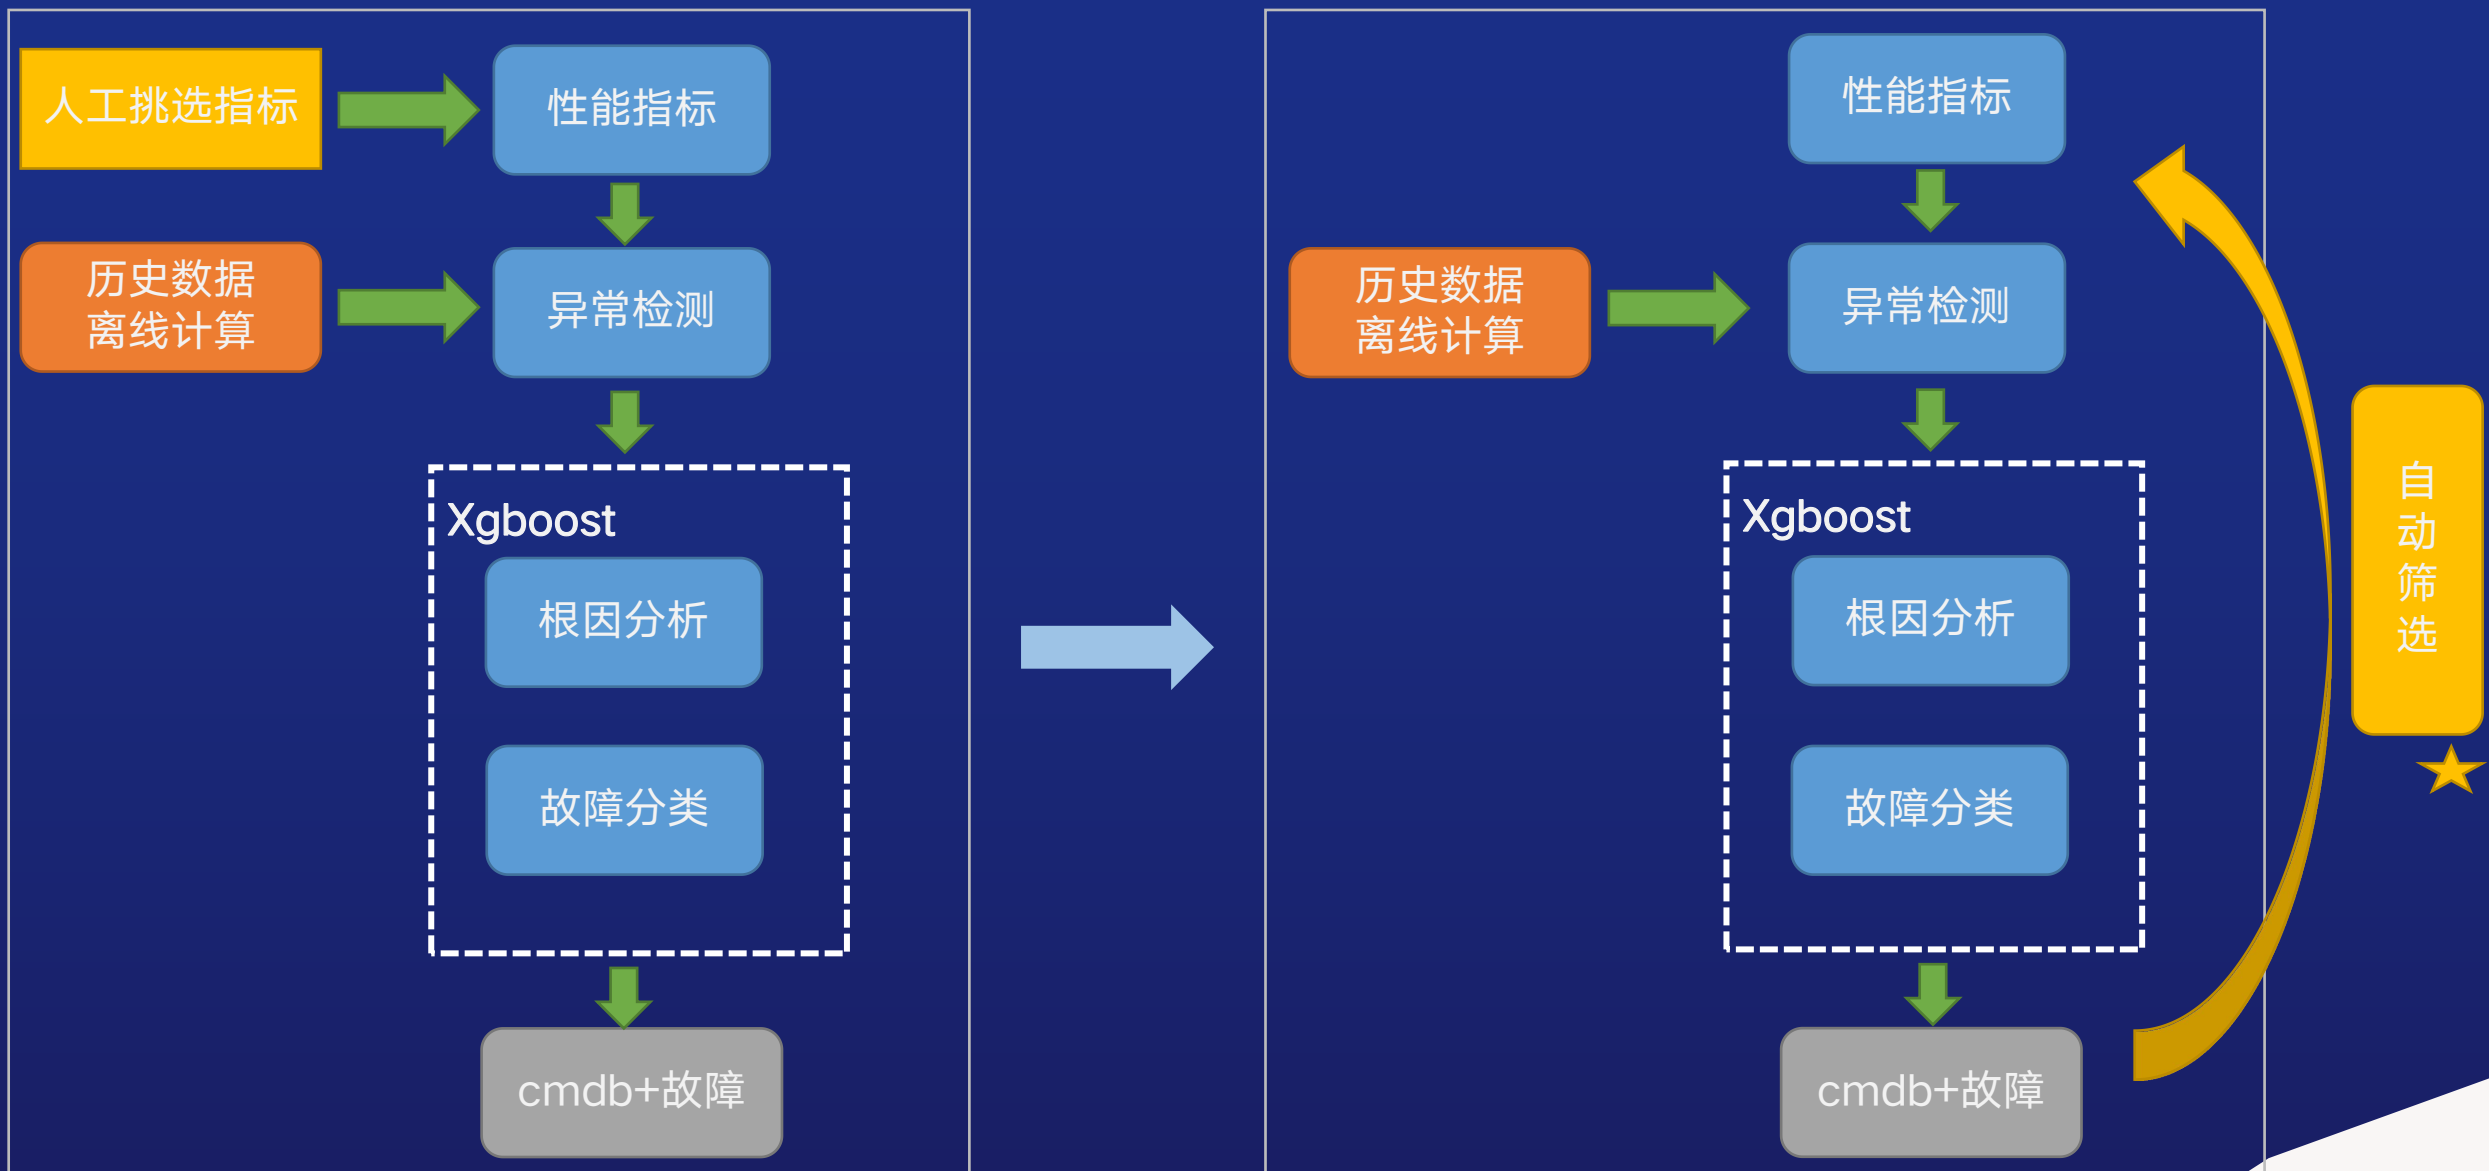 人工挑选指标
性能指标
历史数据
离线计算
异常检测
Xgboost
根因分析
故障分类
cmdb+故障
性能指标
历史数据
离线计算
异常检测
Xgboost
根因分析
故障分类
cmdb+故障
自
动
筛
选